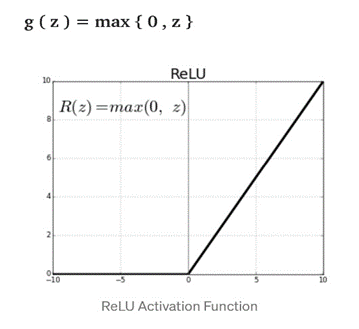 g ( z ) = max { 0 , z }
ReLU
R(z)=max(0, z)
10
8
6
4
2
0
−10 −5 0 5 10
ReLU Activation Function